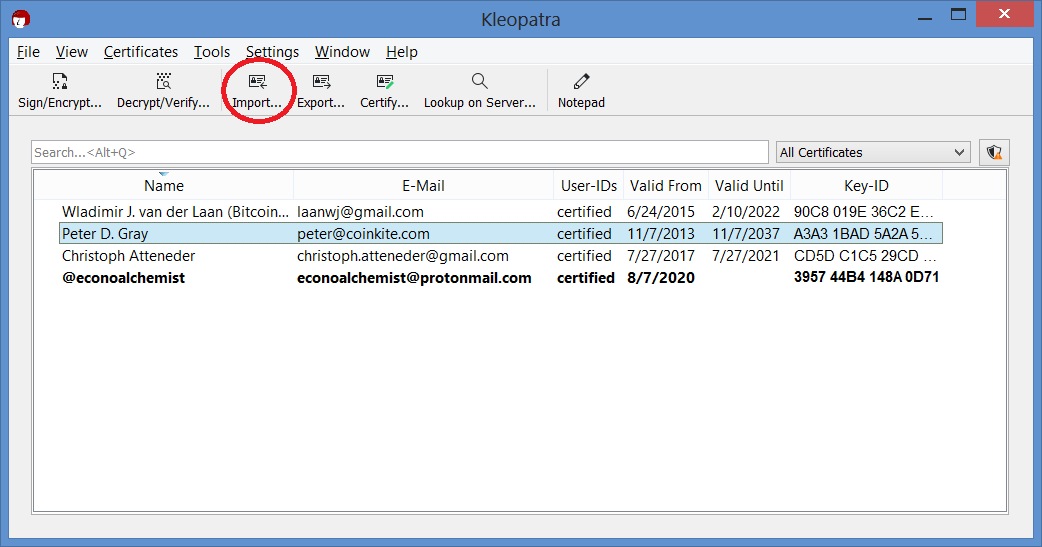 Kleopatra
File View Certificates Tools Settings Window Help
Sign/Encrypt... Decrypt/Verify... Import... Export... Certify... Lookup on Server... Notepad
Search...<Alt+Q> All Certificates
Name E-Mail User-IDs Valid From Valid Until Key-ID
Wladimir J. van der Laan (Bitcoin... laanwj@gmail.com certified 6/24/2015 2/10/2022 90C8 019E 36C2 E...
Peter D. Gray peter@coinkite.com certified 11/7/2013 11/7/2037 A3A3 1BAD 5A2A 5...
Christoph Atteneder christoph.atteneder@gmail.com certified 7/27/2017 7/27/2021 CD5D C1C5 29CD ...
@econoalchemist econoalchemist@protonmail.com certified 8/7/2020 3957 44B4 148A 0D71